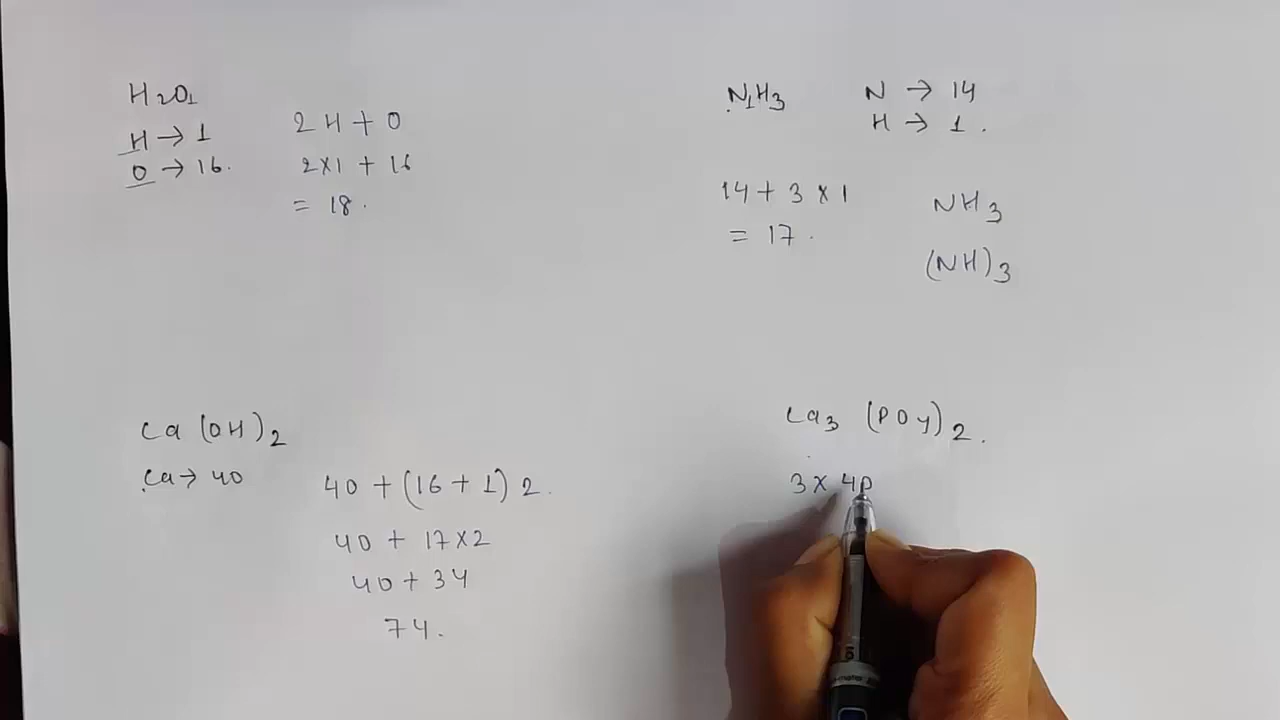 H2O1
H → 1
O → 16.
2H + O
2×1 + 16
= 18.
N1H3
N → 14
H → 1.
14 + 3 × 1
= 17.
NH3
(NH)3
Ca (OH)2
Ca → 40
40 + (16 + 1) 2.
40 + 17×2
40 + 34
74.
Ca3 (PO4)2.
3 × 40